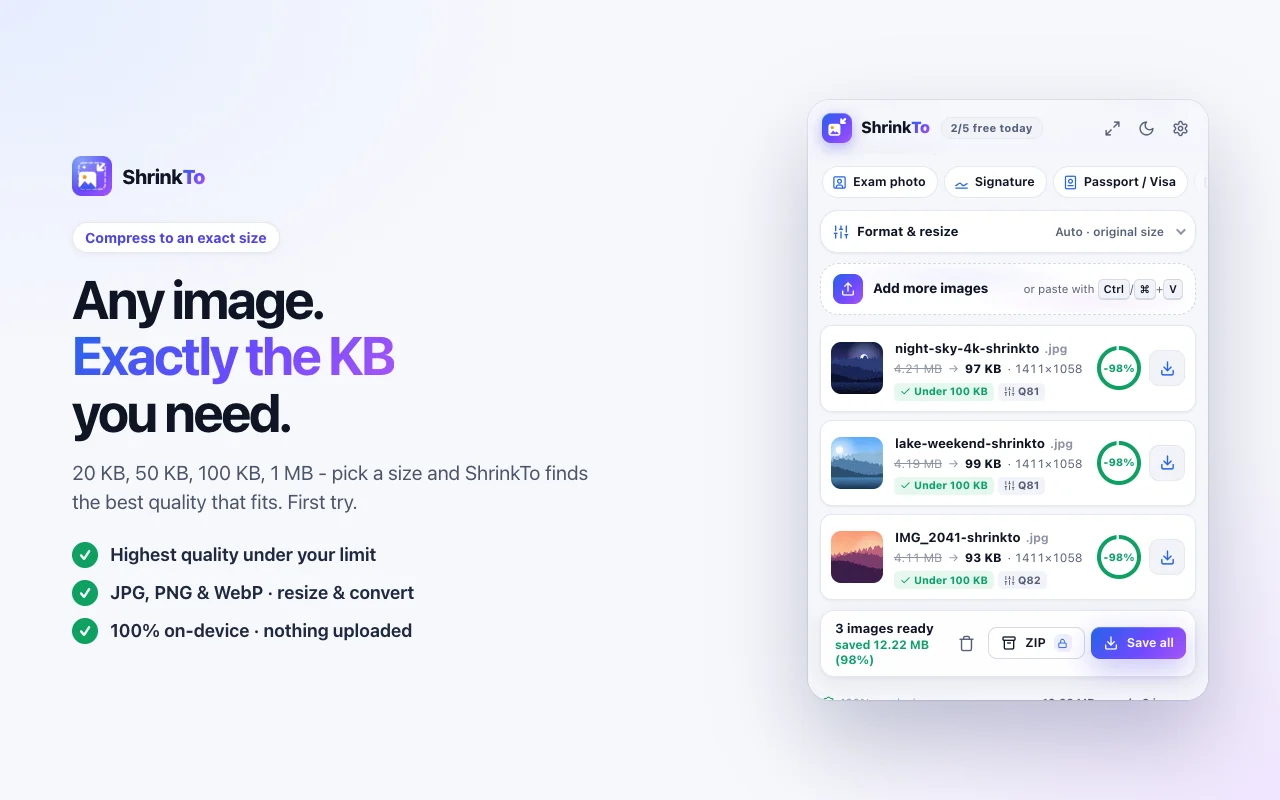 ShrinkTo
Compress to an exact size
Any image.
Exactly the KB
you need.
20 KB, 50 KB, 100 KB, 1 MB - pick a size and ShrinkTo finds
the best quality that fits. First try.
Highest quality under your limit
JPG, PNG & WebP · resize & convert
100% on-device · nothing uploaded
ShrinkTo 2/5 free today
Exam photo Signature Passport / Visa
Format & resize Auto · original size
Add more images or paste with Ctrl / ⌘ + V
night-sky-4k-shrinkto .jpg
4.21 MB → 97 KB · 1411×1058
-98%
Under 100 KB Q81
lake-weekend-shrinkto .jpg
4.19 MB → 99 KB · 1411×1058
-98%
Under 100 KB Q81
IMG_2041-shrinkto .jpg
4.11 MB → 93 KB · 1411×1058
-98%
Under 100 KB Q82
3 images ready
saved 12.22 MB
(98%)
ZIP Save all